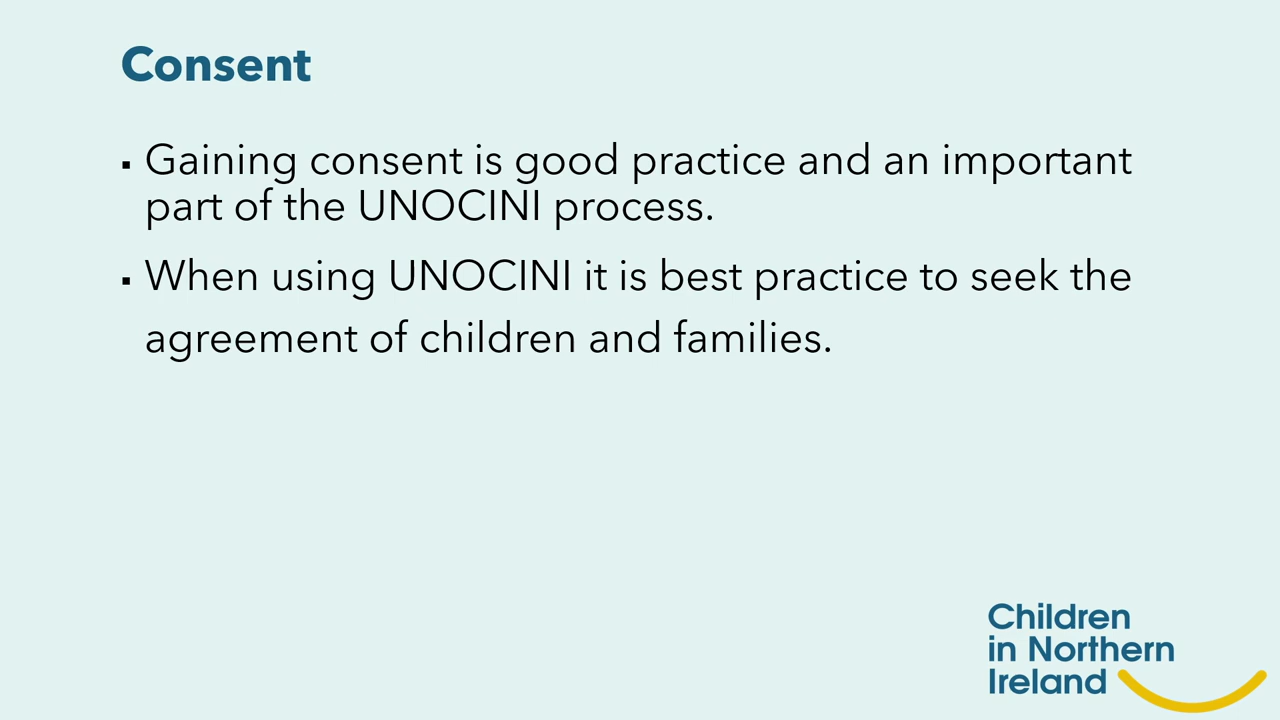 Consent
▪ Gaining consent is good practice and an important
part of the UNOCINI process.
▪ When using UNOCINI it is best practice to seek the
agreement of children and families.
Children
in Northern
Ireland